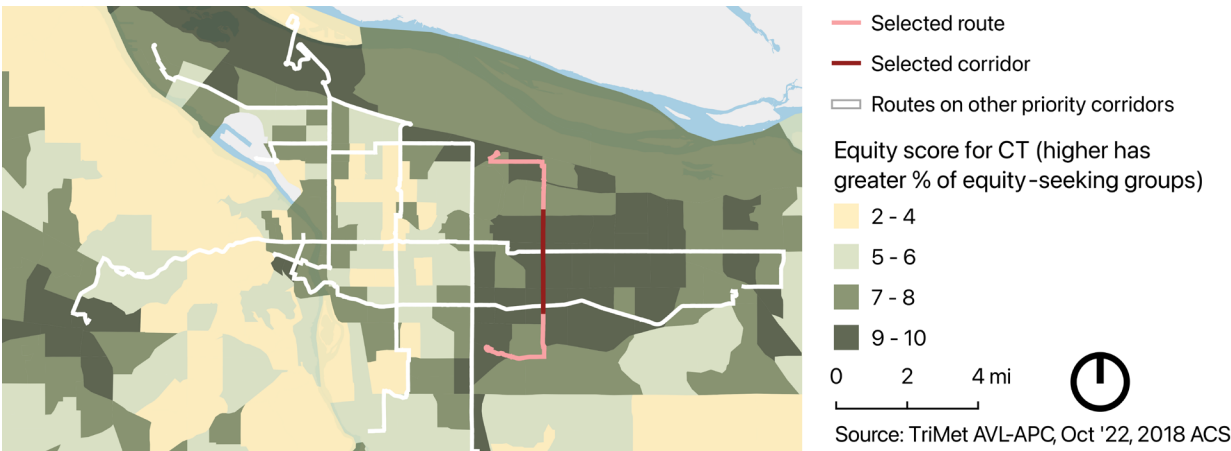 Selected route
Selected corridor
Routes on other priority corridors
Equity score for CT (higher has
greater % of equity-seeking groups)
2 - 4
5 - 6
7 - 8
9 - 10
0 2 4 mi
Source: TriMet AVL-APC, Oct '22, 2018 ACS